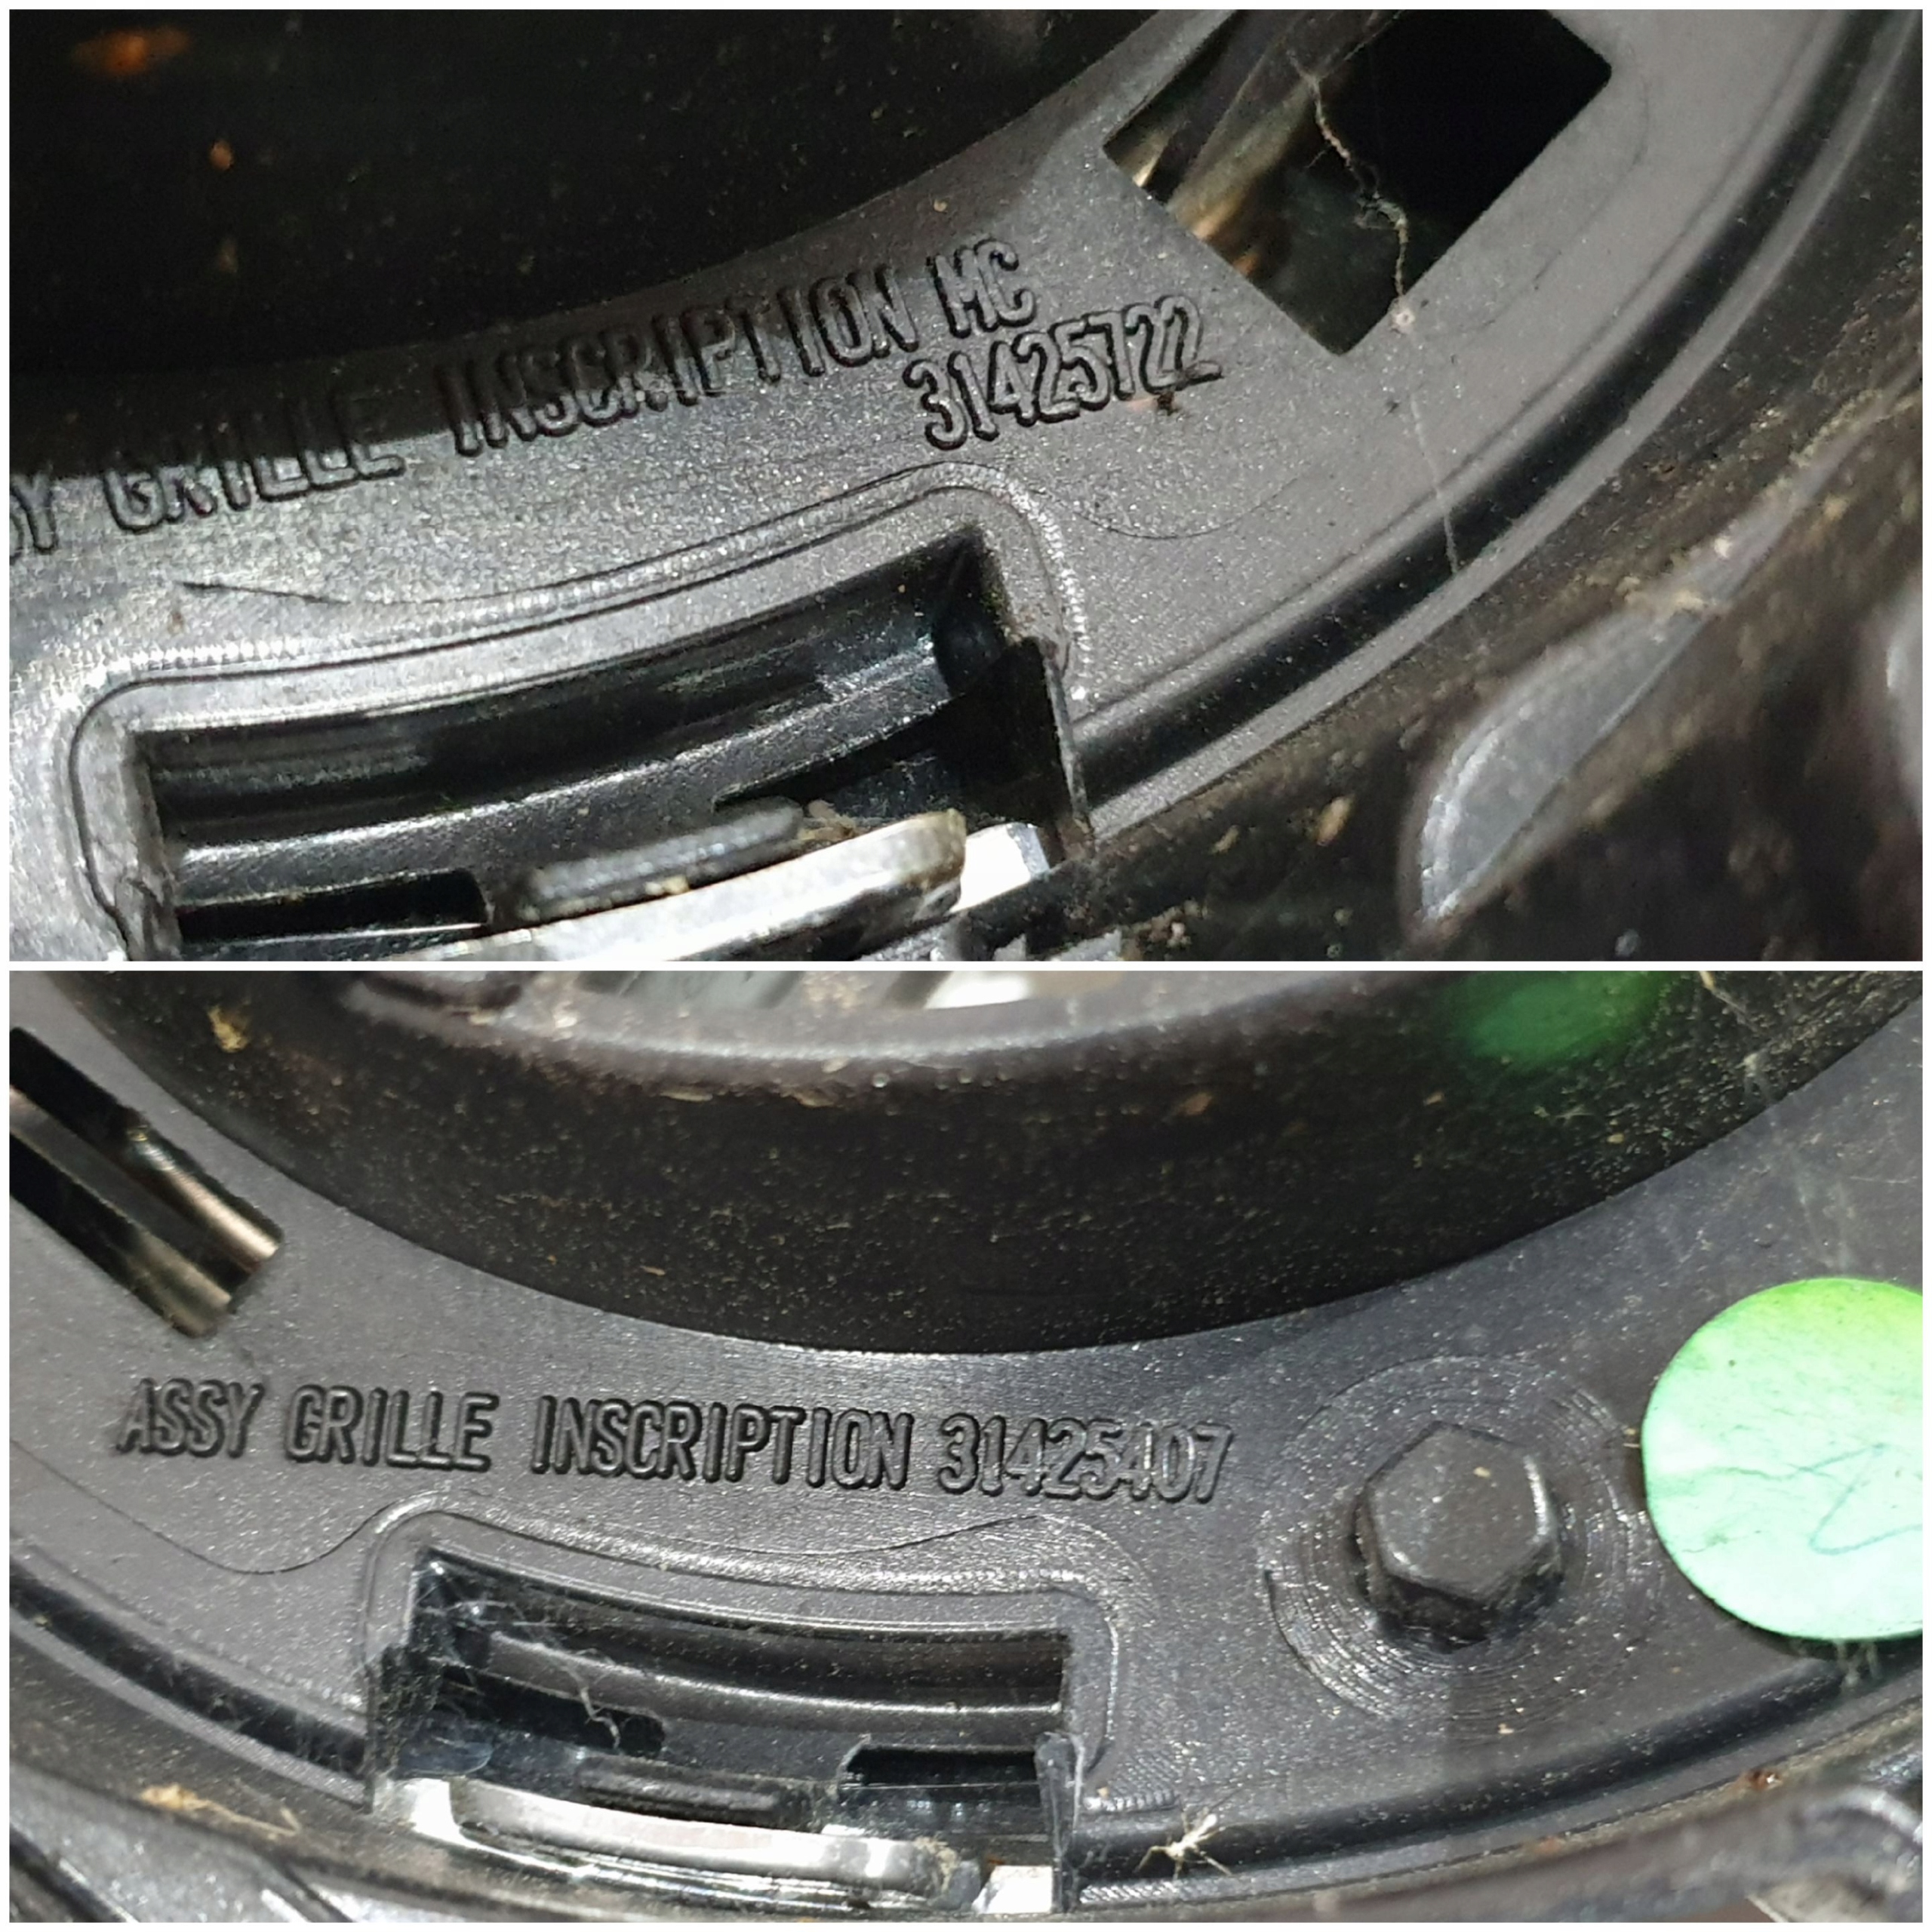 SY GRILLE INSCRIPTION MC
31425722
ASSY GRILLE INSCRIPTION 31425407